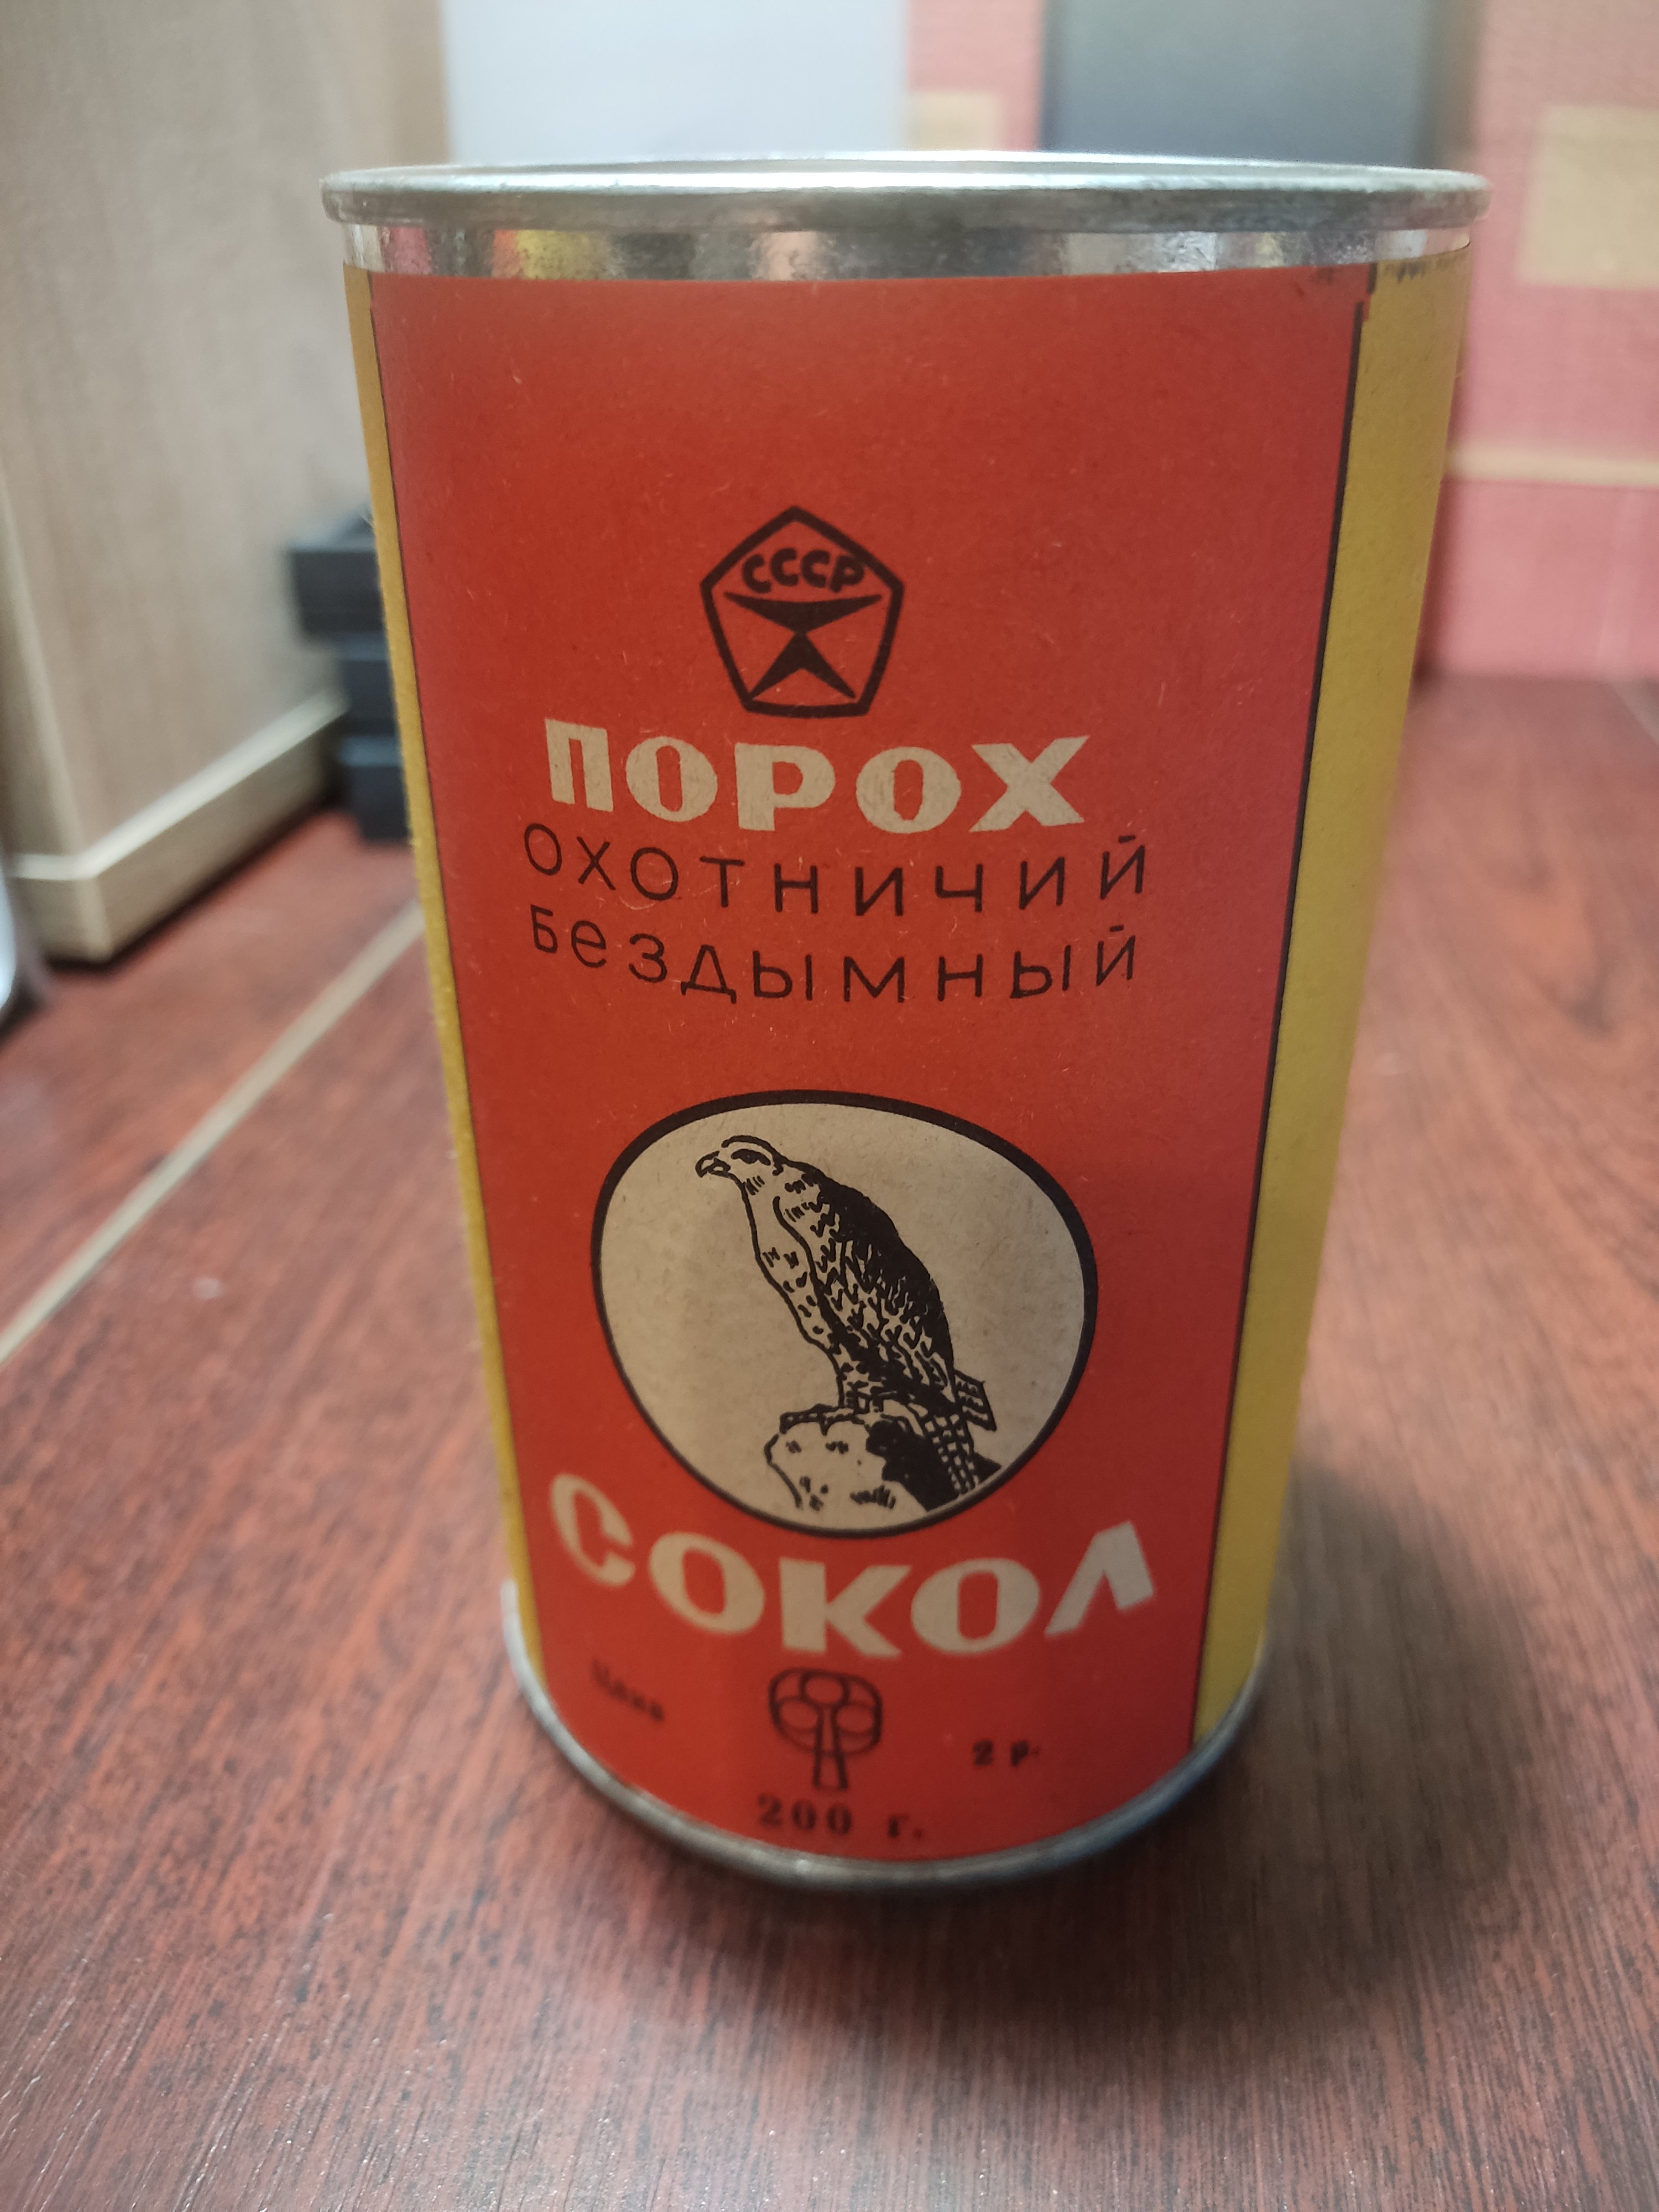 СССР
ПОРОХ
ОХОТНИЧИЙ
БеЗДЫМНЫЙ
СОКОЛ
Цена 2 р.
200 г.